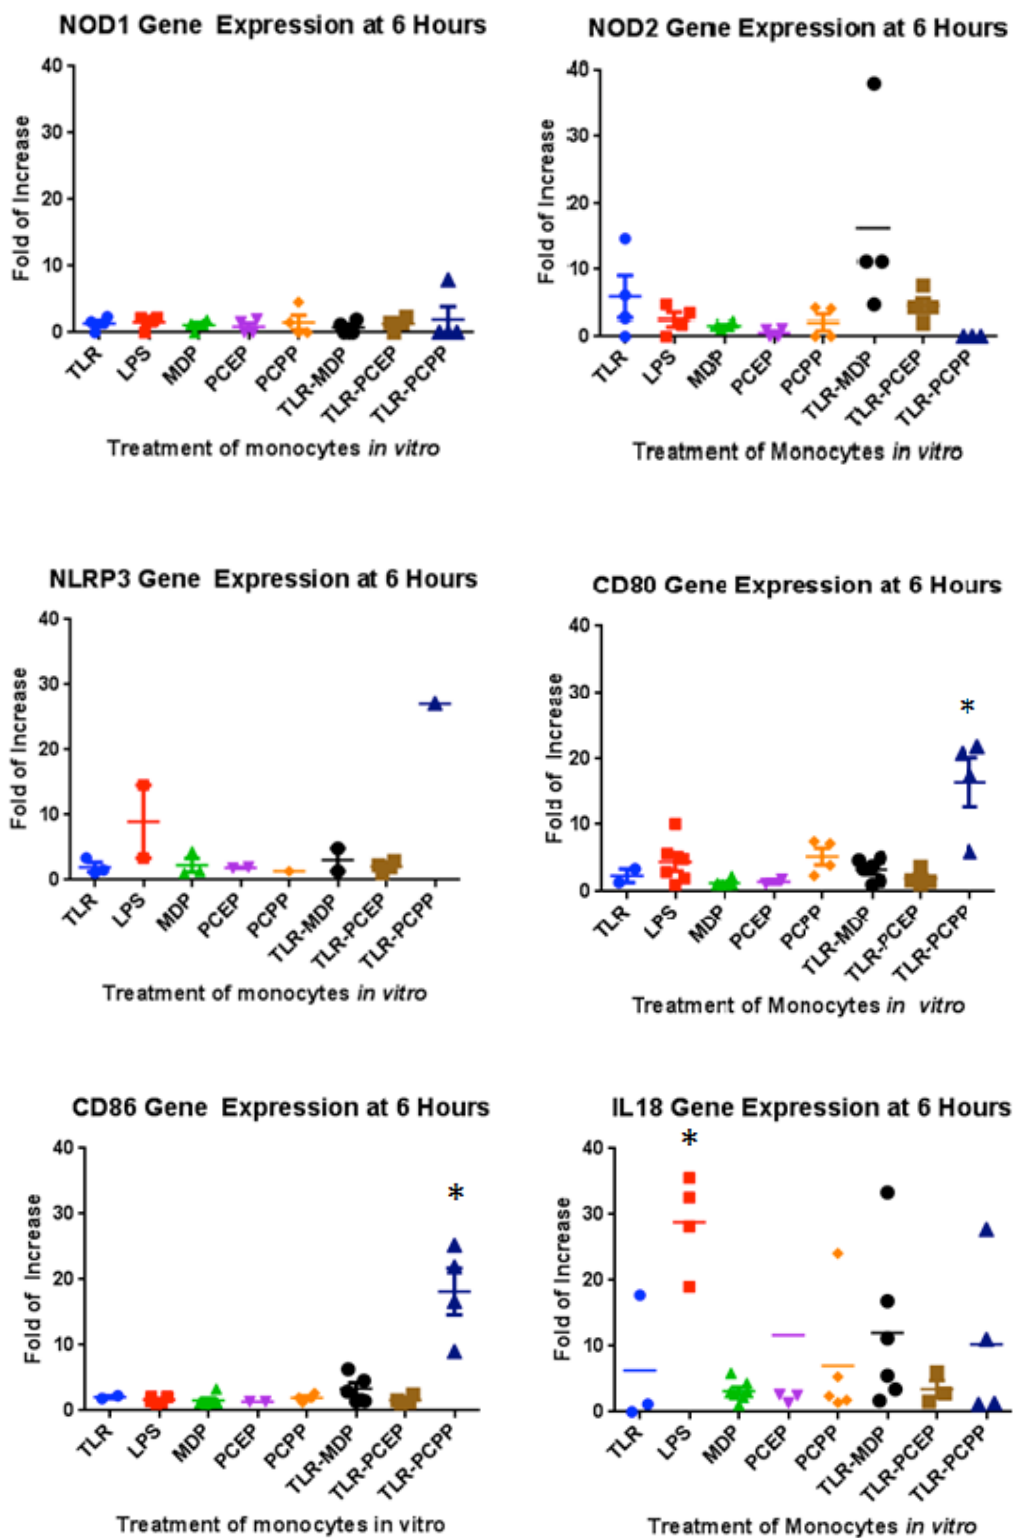 NOD1 Gene Expression at 6 Hours
40
30
20
10
0
Fold of Increase
TLR
LPS
MDP
PCEP
PCPP
TLR-MDP
TLR-PCEP
TLR-PCPP
Treatment of monocytes in vitro
NOD2 Gene Expression at 6 Hours
40
30
20
10
0
Fold of Increase
TLR
LPS
MDP
PCEP
PCPP
TLR-MDP
TLR-PCEP
TLR-PCPP
Treatment of Monocytes in vitro
NLRP3 Gene Expression at 6 Hours
40
30
20
10
0
Fold of Increase
TLR
LPS
MDP
PCEP
PCPP
TLR-MDP
TLR-PCEP
TLR-PCPP
Treatment of monocytes in vitro
CD80 Gene Expression at 6 Hours
40
30
20
10
0
Fold of Increase
*
TLR
LPS
MDP
PCEP
PCPP
TLR-MDP
TLR-PCEP
TLR-PCPP
Treatment of Monocytes in vitro
CD86 Gene Expression at 6 Hours
40
30
20
10
0
Fold of Increase
*
TLR
LPS
MDP
PCEP
PCPP
TLR-MDP
TLR-PCEP
TLR-PCPP
Treatment of monocytes in vitro
IL18 Gene Expression at 6 Hours
*
40
30
20
10
0
Fold of Increase
TLR
LPS
MDP
PCEP
PCPP
TLR-MDP
TLR-PCEP
TLR-PCPP
Treatment of Monocytes in vitro